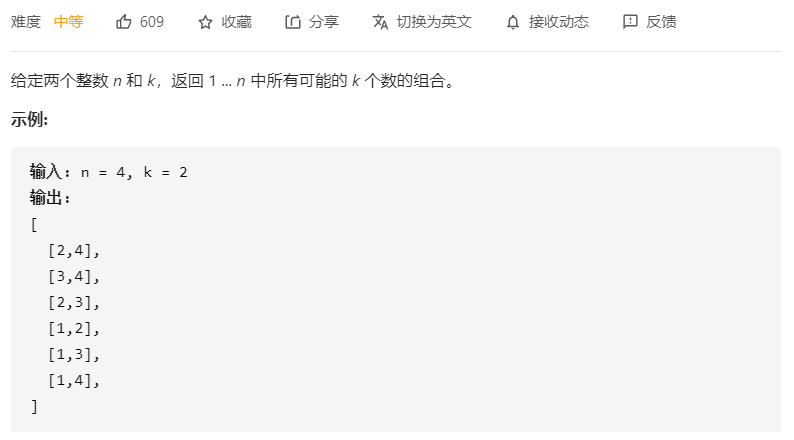 难度 中等 609 收藏 分享 切换为英文 接收动态 反馈
给定两个整数 n 和 k，返回 1 ... n 中所有可能的 k 个数的组合。
示例:
输入: n = 4, k = 2
输出:
[
  [2,4],
  [3,4],
  [2,3],
  [1,2],
  [1,3],
  [1,4],
]